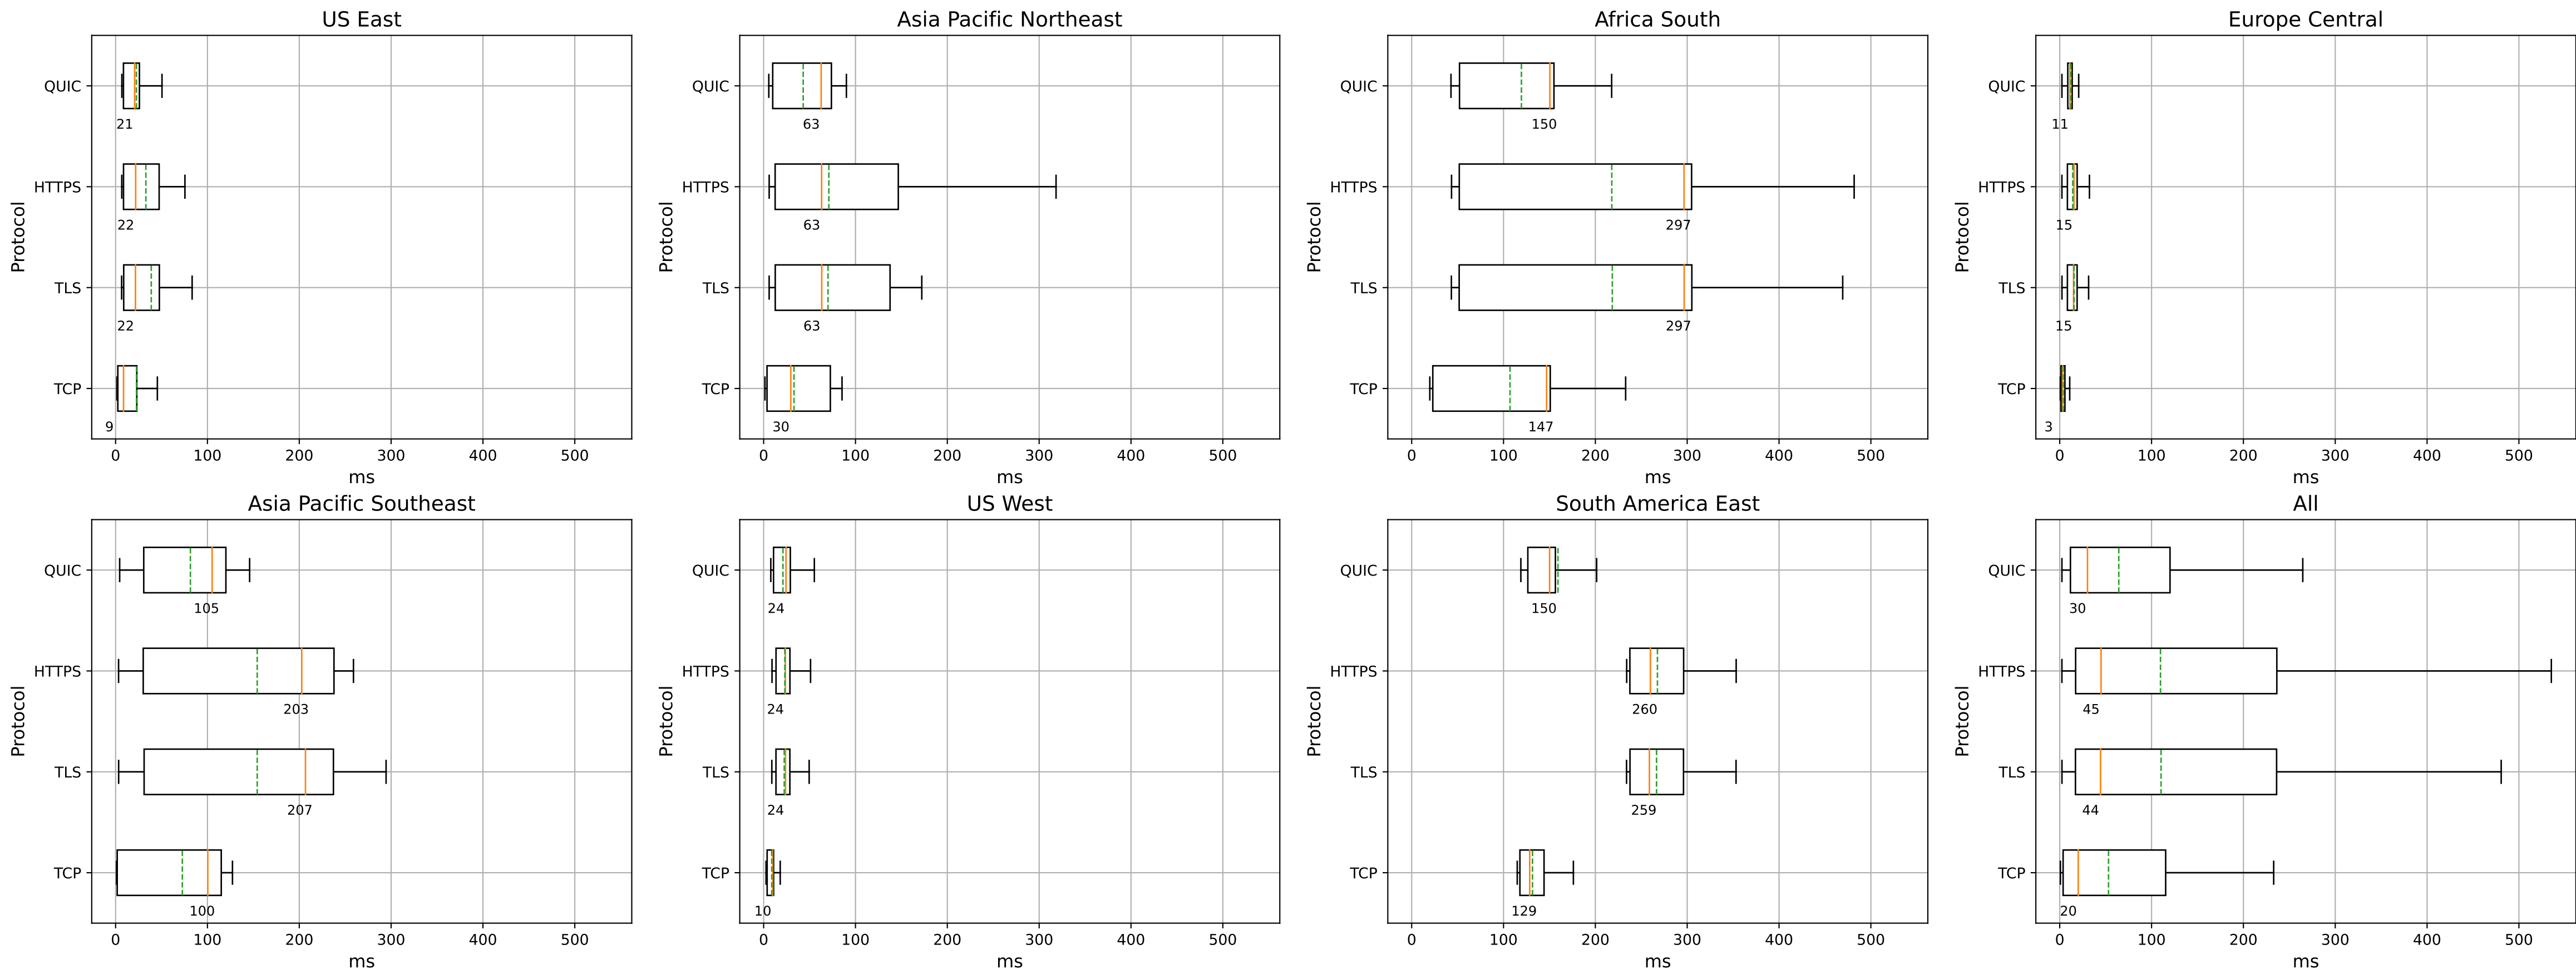 US East
Protocol
QUIC
21
HTTPS
22
TLS
22
TCP
9
0 100 200 300 400 500
ms
Asia Pacific Northeast
Protocol
QUIC
63
HTTPS
63
TLS
63
TCP
30
0 100 200 300 400 500
ms
Africa South
Protocol
QUIC
150
HTTPS
297
TLS
297
TCP
147
0 100 200 300 400 500
ms
Europe Central
Protocol
QUIC
11
HTTPS
15
TLS
15
TCP
3
0 100 200 300 400 500
ms
Asia Pacific Southeast
Protocol
QUIC
105
HTTPS
203
TLS
207
TCP
100
0 100 200 300 400 500
ms
US West
Protocol
QUIC
24
HTTPS
24
TLS
24
TCP
10
0 100 200 300 400 500
ms
South America East
Protocol
QUIC
150
HTTPS
260
TLS
259
TCP
129
0 100 200 300 400 500
ms
All
Protocol
QUIC
30
HTTPS
45
TLS
44
TCP
20
0 100 200 300 400 500
ms